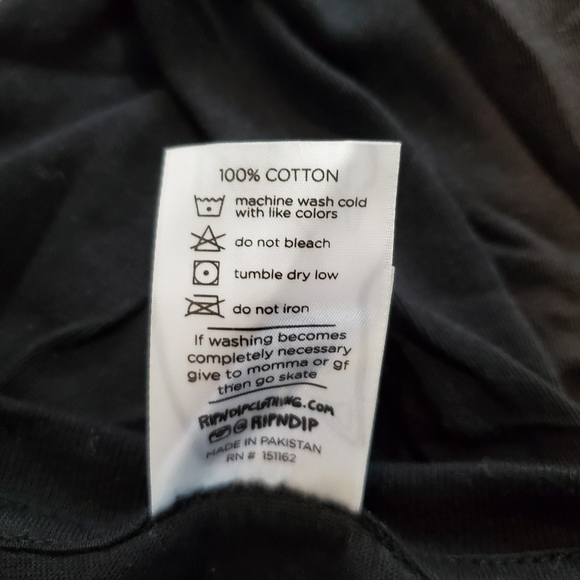 100% COTTON
machine wash cold
with like colors
do not bleach
tumble dry low
do not iron
If washing becomes
completely necessary
give to momma or gf
then go skate
RIPNDIPCLOTHING.COM
@RIPNDIP
MADE IN PAKISTAN
RN # 151162